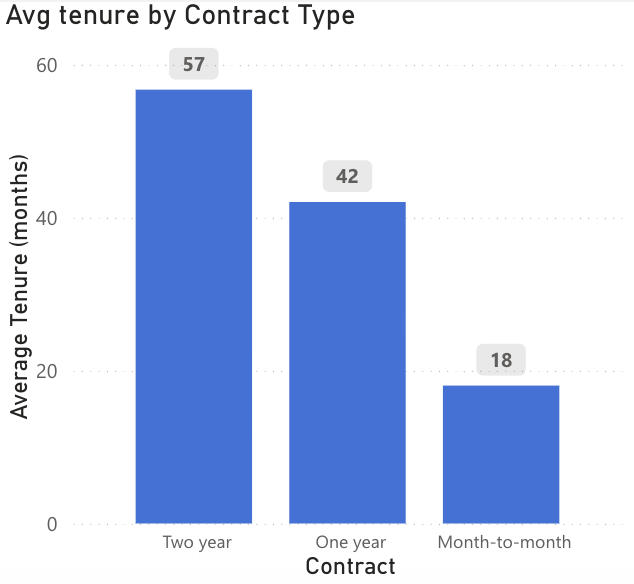 Avg tenure by Contract Type
Average Tenure (months)
60
40
20
0
57
42
18
Two year
One year
Month-to-month
Contract